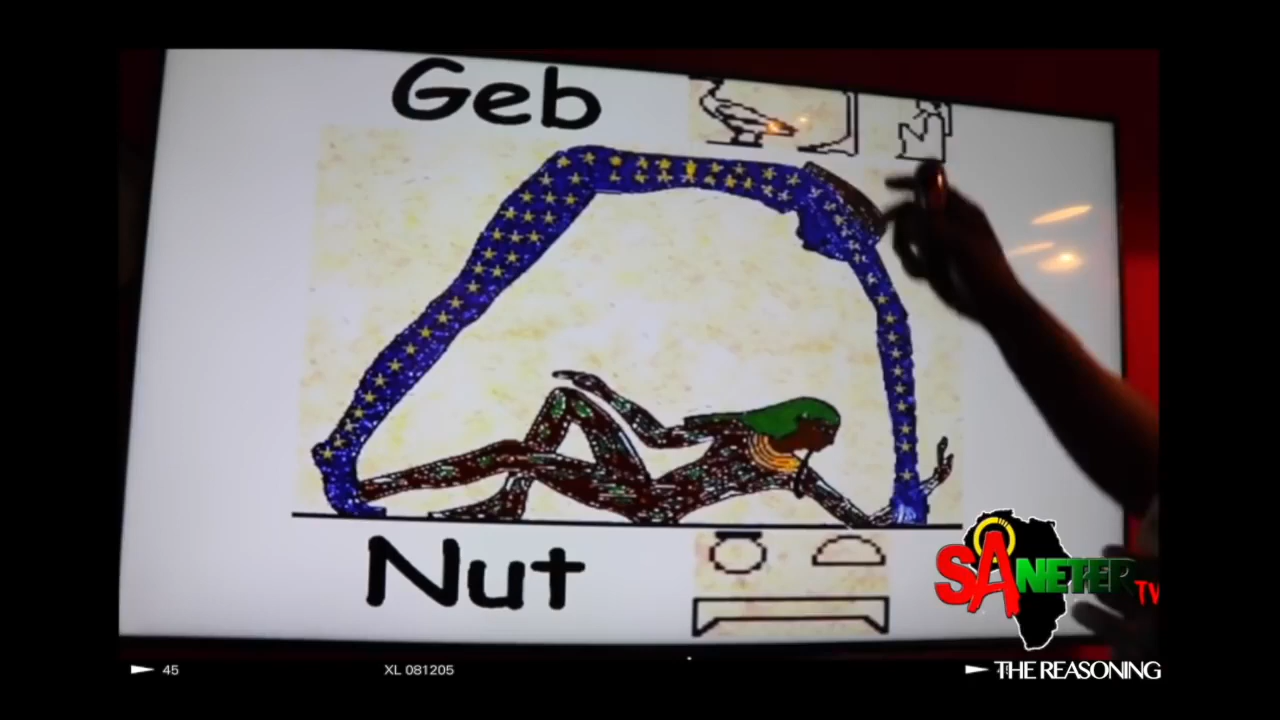 Geb
Nut
SANETER TV
45
XL 081205
THE REASONING